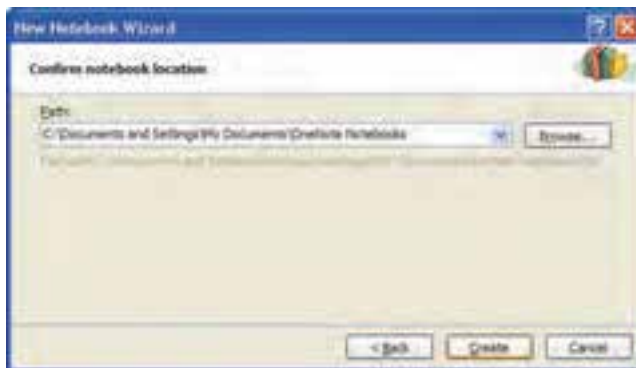 New Notebook Wizard
Confirm notebook location
Path:
C:\Documents and Settings\My Documents\OneNote Notebooks
Browse...
< Back
Create
Cancel